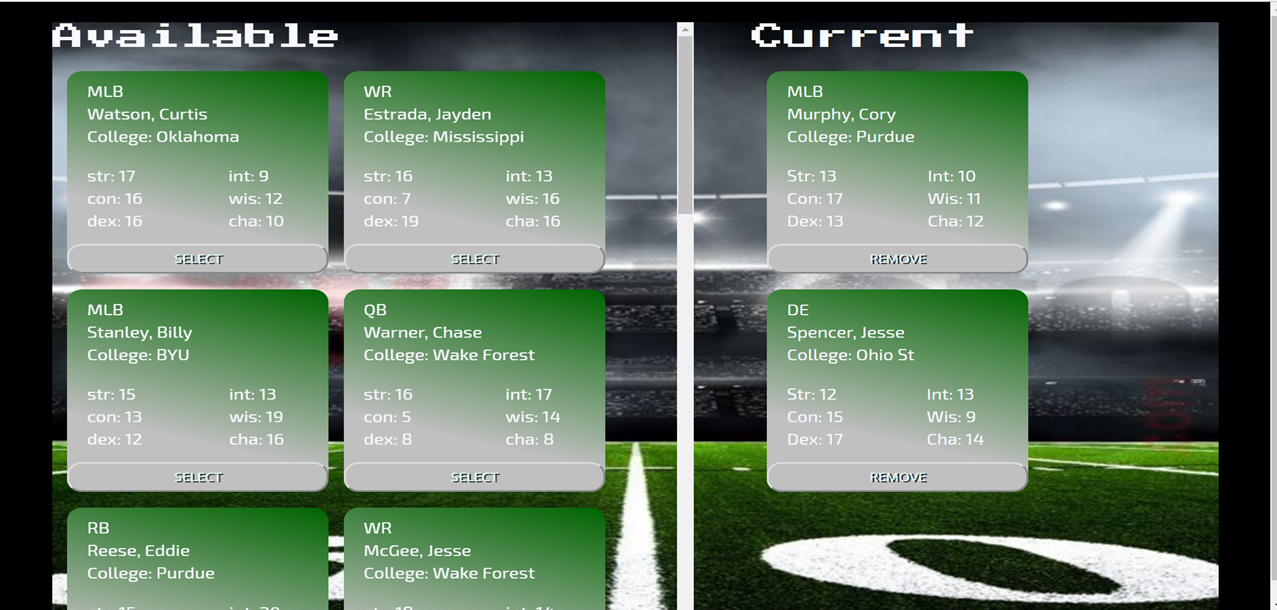 Available
MLB
Watson, Curtis
College: Oklahoma
str: 17 int: 9
con: 16 wis: 12
dex: 16 cha: 10
SELECT
WR
Estrada, Jayden
College: Mississippi
str: 16 int: 13
con: 7 wis: 16
dex: 19 cha: 16
SELECT
MLB
Stanley, Billy
College: BYU
str: 15 int: 13
con: 13 wis: 19
dex: 12 cha: 16
SELECT
QB
Warner, Chase
College: Wake Forest
str: 16 int: 17
con: 5 wis: 14
dex: 8 cha: 8
SELECT
RB
Reese, Eddie
College: Purdue
WR
McGee, Jesse
College: Wake Forest
Current
MLB
Murphy, Cory
College: Purdue
Str: 13 Int: 10
Con: 17 Wis: 11
Dex: 13 Cha: 12
REMOVE
DE
Spencer, Jesse
College: Ohio St
Str: 12 Int: 13
Con: 15 Wis: 9
Dex: 17 Cha: 14
REMOVE